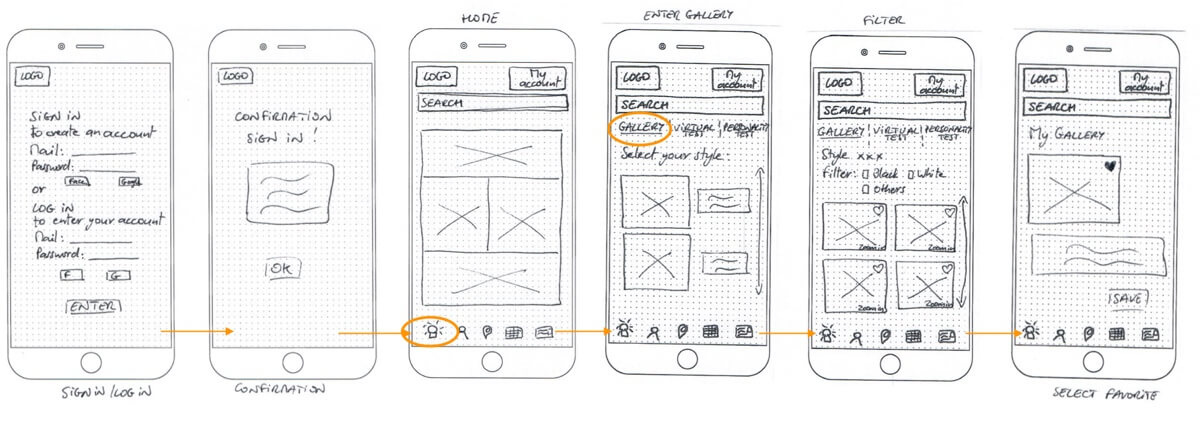 HOME
ENTER GALLERY
FILTER
LOGO
SIGN IN
to create an account
Mail:
Password:
Face
Google
or
LOG IN
to enter your account
Mail:
Password:
F
G
ENTER
SIGN IN/LOG IN
LOGO
CONFIRMATION
SIGN IN!
OK
CONFIRMATION
LOGO
My account
SEARCH
LOGO
My account
SEARCH
GALLERY VIRTUAL TEST PERSONALITY TEST
Select your style:
LOGO
My account
SEARCH
GALLERY VIRTUAL TEST PERSONALITY TEST
Style xxx
Filter: Black White
Others
Zoom in
Zoom in
Zoom in
Zoom in
LOGO
My account
SEARCH
My GALLERY
SAVE
SELECT FAVORITE